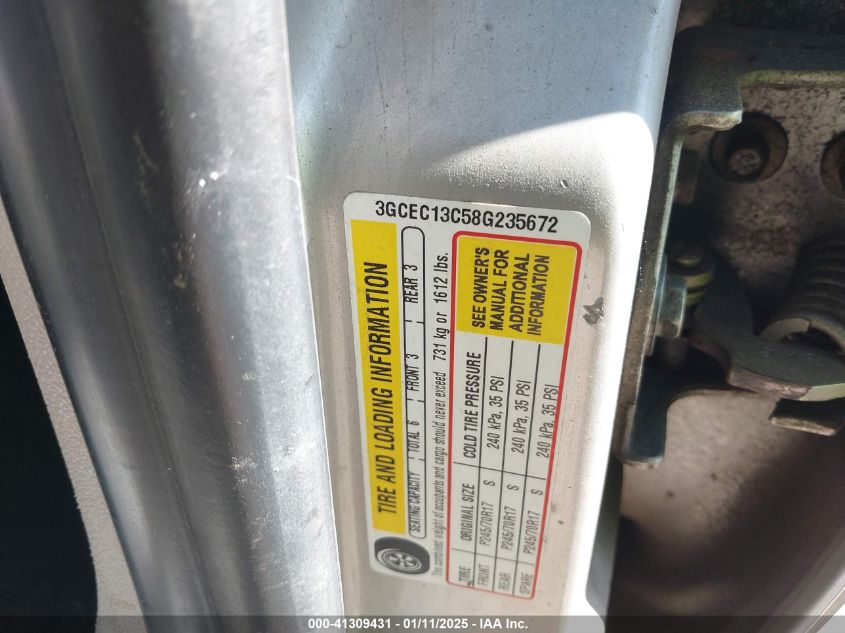 3GCEC13C58G235672
TIRE AND LOADING INFORMATION
SEATING CAPACITY TOTAL 6 FRONT 3 REAR 3
The combined weight of occupants and cargo should never exceed 731 kg or 1612 lbs.
TIRE ORIGINAL SIZE COLD TIRE PRESSURE
FRONT P245/70R17 S 240 kPa, 35 PSI
REAR P245/70R17 S 240 kPa, 35 PSI
SPARE P245/70R17 S 240 kPa, 35 PSI
SEE OWNER'S
MANUAL FOR
ADDITIONAL
INFORMATION
000-41309431 - 01/11/2025 - IAA Inc.